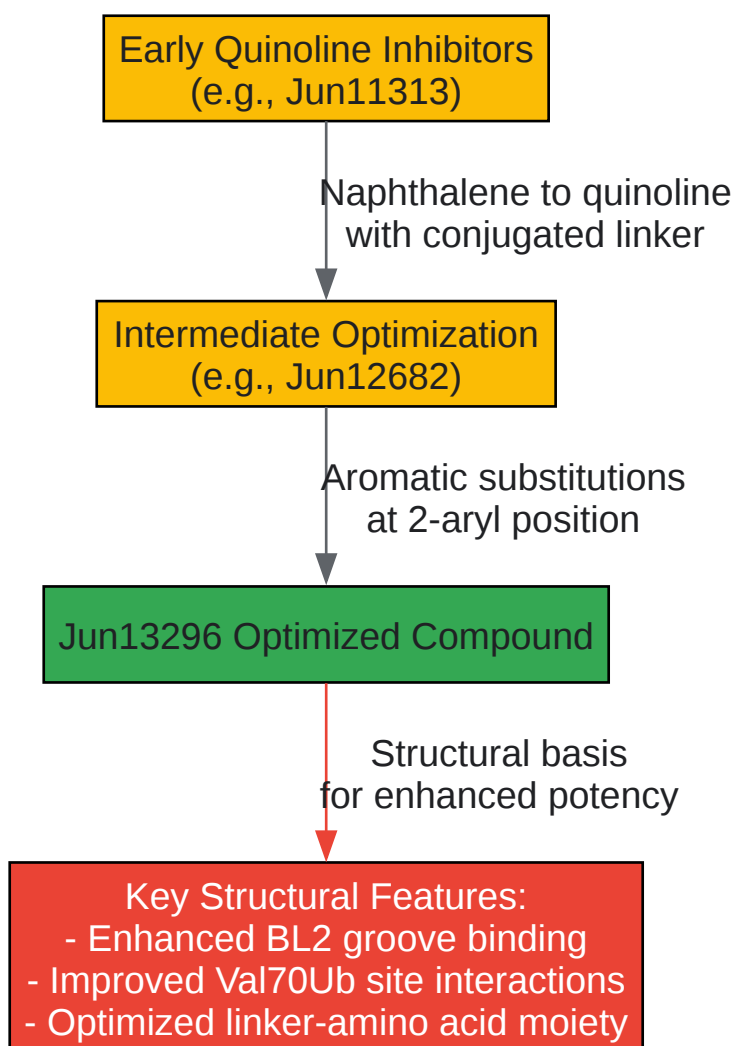 Early Quinoline Inhibitors
(e.g., Jun11313)
Naphthalene to quinoline
with conjugated linker
Intermediate Optimization
(e.g., Jun12682)
Aromatic substitutions
at 2-aryl position
Jun13296 Optimized Compound
Structural basis
for enhanced potency
Key Structural Features:
- Enhanced BL2 groove binding
- Improved Val70Ub site interactions
- Optimized linker-amino acid moiety